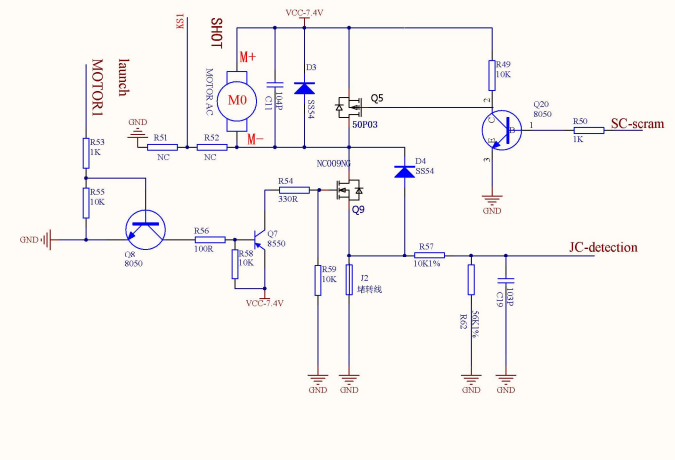 VCC-7.4V
1SK
SHOT
M+
MOTOR AC
M0
M-
104P
C11
D3
SS54
Q5
50P03
R49
10K
2
Q20
8050
C
B
E
1
3
R50
1K
SC-scram
GND
launch
MOTOR1
GND
R51
NC
R52
NC
R53
1K
R55
10K
NC009NG
Q9
D4
SS54
R54
330R
GND
Q8
8050
R56
100R
R58
10K
Q7
8550
VCC-7.4V
R59
10K
J2
堵转线
R57
10K1%
JC-detection
56K1%
R62
103P
C19
GND
GND
GND
GND